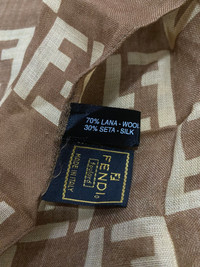 70% LANA - WOOL
30% SETA - SILK
FENDI
MADE IN ITALY